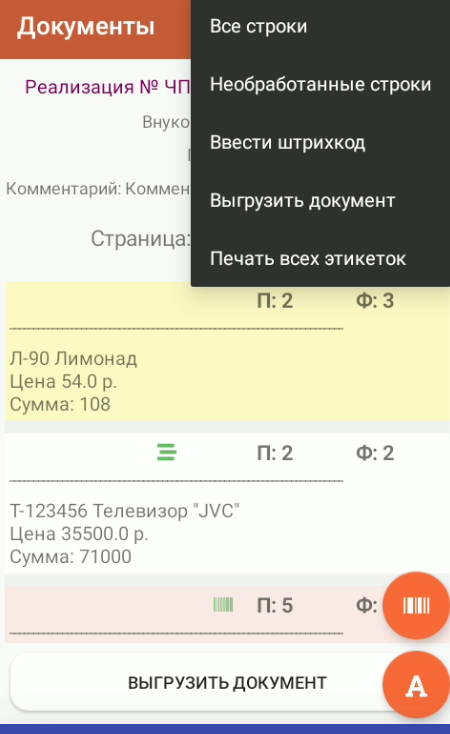 Документы
Все строки
Необработанные строки
Ввести штрихкод
Выгрузить документ
Печать всех этикеток
Реализация № ЧП
Внуко
Комментарий: Коммен
Страница:
П: 2 Ф: 3
Л-90 Лимонад
Цена 54.0 р.
Сумма: 108
П: 2 Ф: 2
Т-123456 Телевизор "JVC"
Цена 35500.0 р.
Сумма: 71000
П: 5 Ф:
ВЫГРУЗИТЬ ДОКУМЕНТ
A